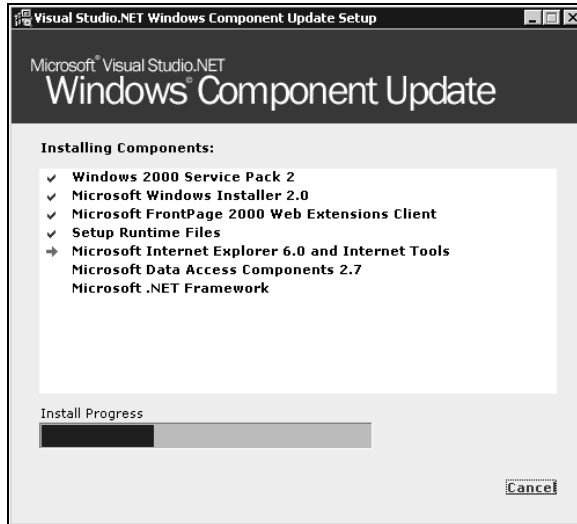 Visual Studio.NET Windows Component Update Setup
Microsoft® Visual Studio.NET
Windows® Component Update
Installing Components:
Windows 2000 Service Pack 2
Microsoft Windows Installer 2.0
Microsoft FrontPage 2000 Web Extensions Client
Setup Runtime Files
Microsoft Internet Explorer 6.0 and Internet Tools
Microsoft Data Access Components 2.7
Microsoft .NET Framework
Install Progress
Cancel